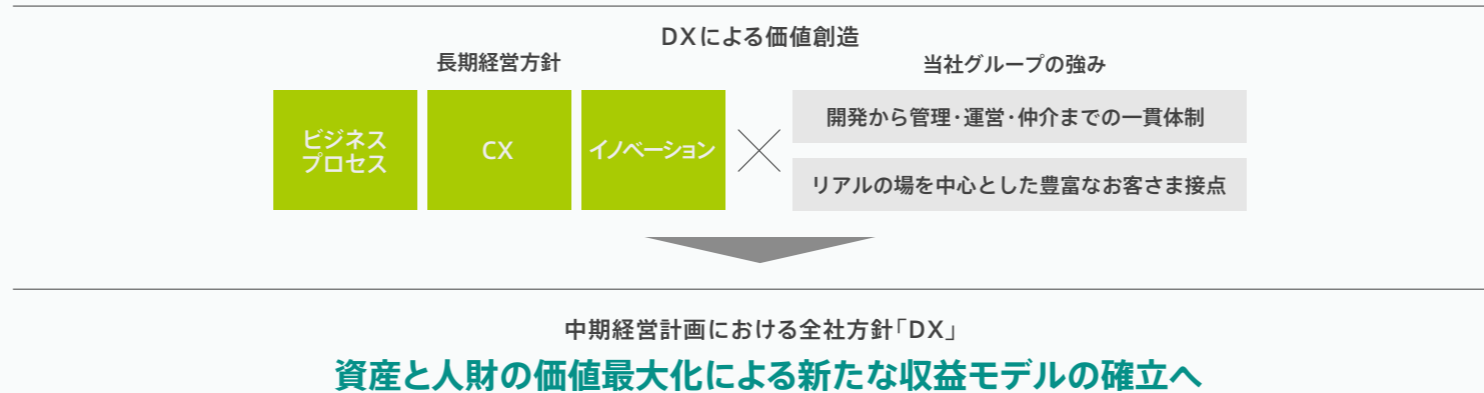 DXによる価値創造
長期経営方針
ビジネス
プロセス
CX
イノベーション
当社グループの強み
開発から管理・運営・仲介までの一貫体制
リアルの場を中心とした豊富なお客さま接点
中期経営計画における全社方針「DX」
資産と人財の価値最大化による新たな収益モデルの確立へ